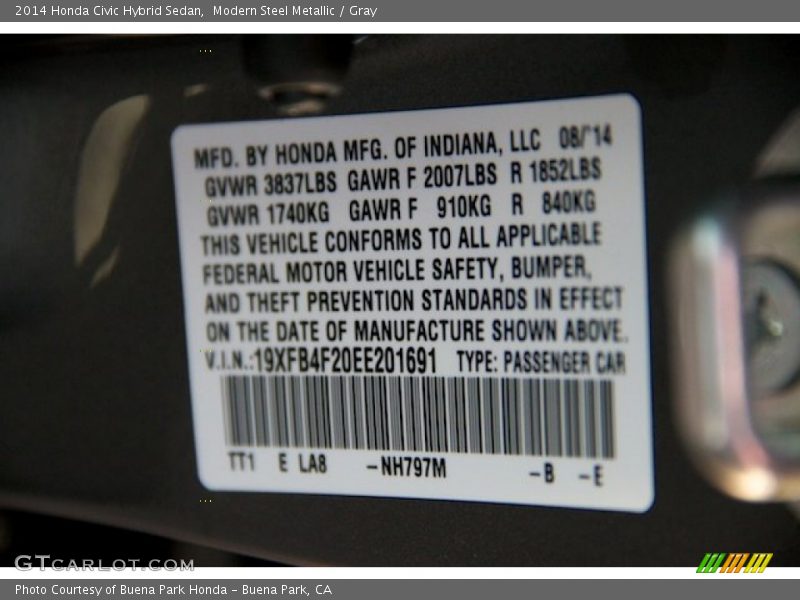 2014 Honda Civic Hybrid Sedan, Modern Steel Metallic / Gray
MFD. BY HONDA MFG. OF INDIANA, LLC 08/'14
GVWR 3837LBS GAWR F 2007LBS R 1852LBS
GVWR 1740KG GAWR F 910KG R 840KG
THIS VEHICLE CONFORMS TO ALL APPLICABLE
FEDERAL MOTOR VEHICLE SAFETY, BUMPER,
AND THEFT PREVENTION STANDARDS IN EFFECT
ON THE DATE OF MANUFACTURE SHOWN ABOVE.
V.I.N.:19XFB4F20EE201691 TYPE: PASSENGER CAR
TT1 E LA8 –NH797M –B –E
GTCARLOT.COM
Photo Courtesy of Buena Park Honda – Buena Park, CA